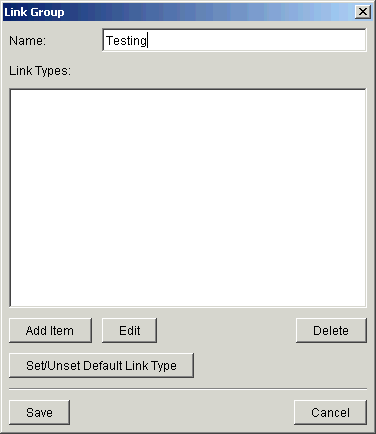 Link Group
Name: Testing
Link Types:
Add Item Edit Delete
Set/Unset Default Link Type
Save Cancel